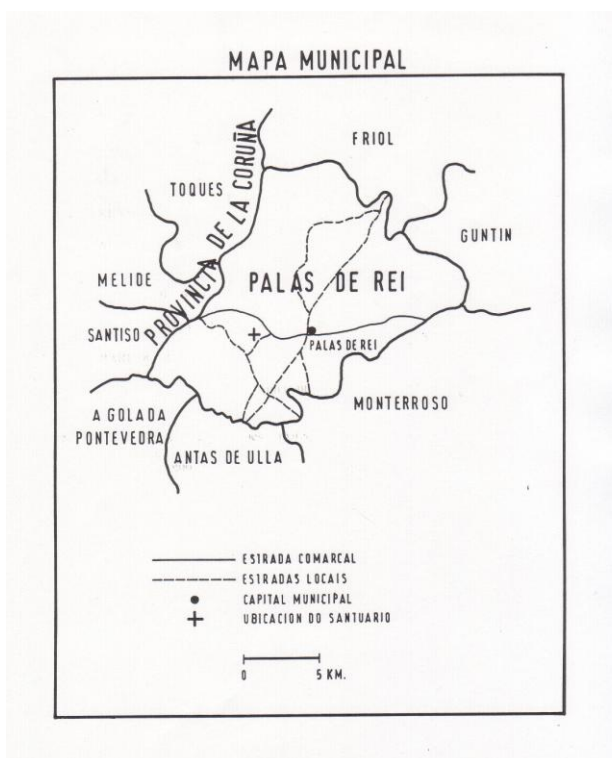 MAPA MUNICIPAL
FRIOL
TOQUES
PROVINCIA DE LA CORUÑA
GUNTIN
MELIDE
PALAS DE REI
SANTISO
PALAS DE REI
A GOLADA
PONTEVEDRA
MONTERROSO
ANTAS DE ULLA
ESTRADA COMARCAL
ESTRADAS LOCAIS
CAPITAL MUNICIPAL
UBICACION DO SANTUARIO
0 5 KM.